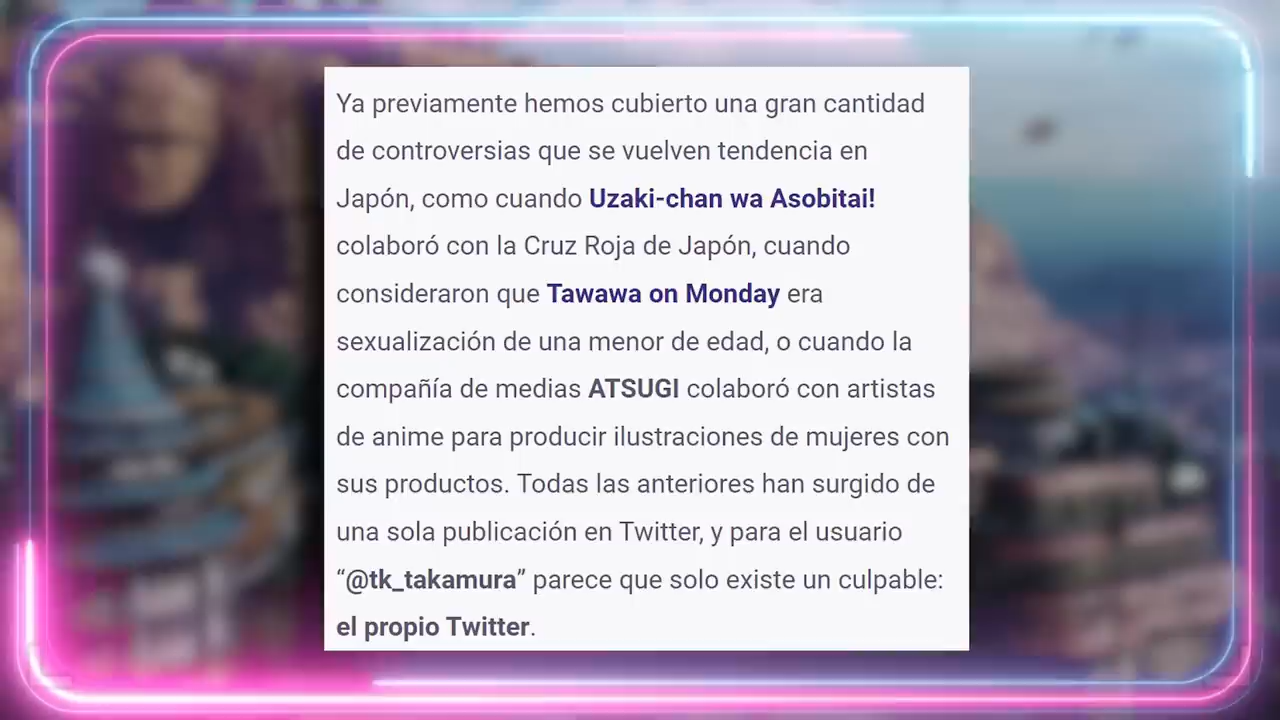 Ya previamente hemos cubierto una gran cantidad
de controversias que se vuelven tendencia en
Japón, como cuando Uzaki-chan wa Asobitai!
colaboró con la Cruz Roja de Japón, cuando
consideraron que Tawawa on Monday era
sexualización de una menor de edad, o cuando la
compañía de medias ATSUGI colaboró con artistas
de anime para producir ilustraciones de mujeres con
sus productos. Todas las anteriores han surgido de
una sola publicación en Twitter, y para el usuario
“@tk_takamura” parece que solo existe un culpable:
el propio Twitter.